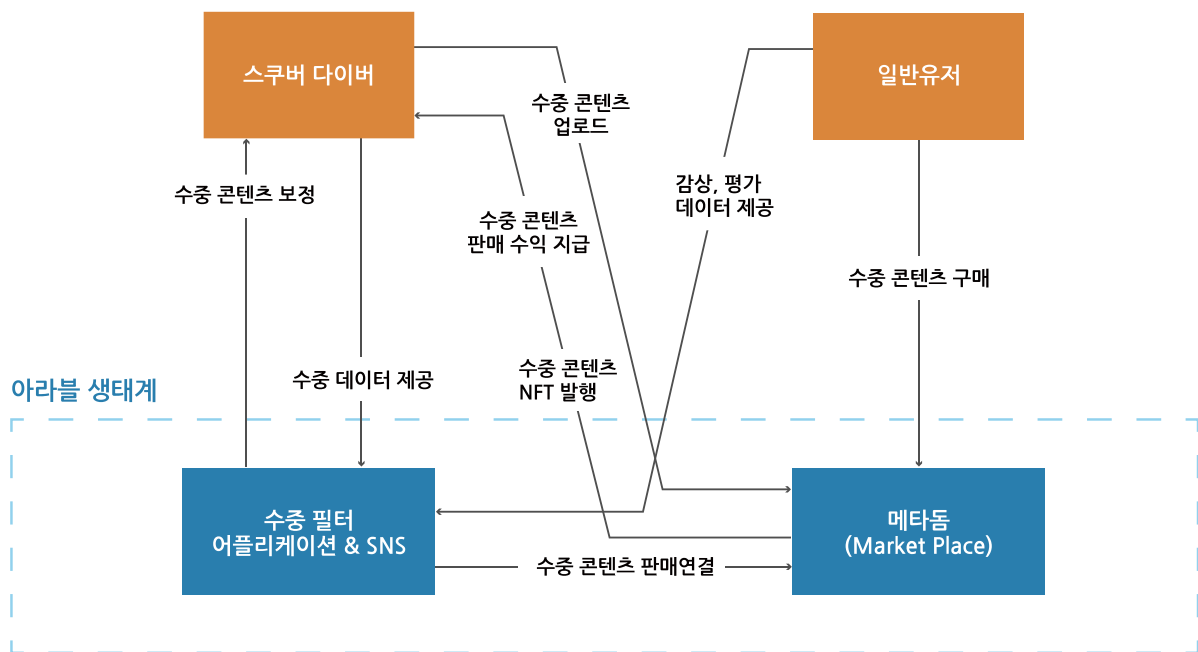 스쿠버 다이버
일반유저
수중 콘텐츠
업로드
감상, 평가
데이터 제공
수중 콘텐츠 보정
수중 콘텐츠
판매 수익 지급
수중 콘텐츠 구매
수중 콘텐츠
NFT 발행
수중 데이터 제공
아라블 생태계
수중 필터
어플리케이션 & SNS
메타돔
(Market Place)
수중 콘텐츠 판매연결